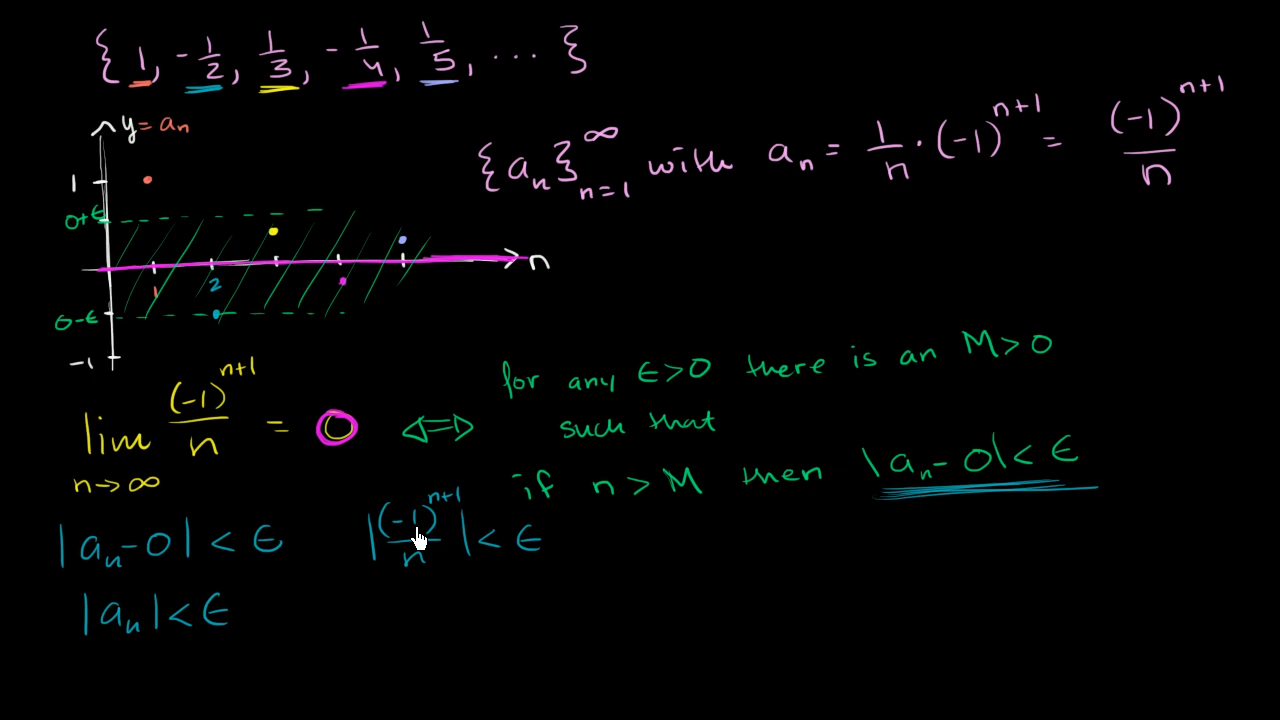 { 1, -1/2, 1/3, -1/4, 1/5, ... }
y = aₙ
{aₙ}^∞_{n=1} with aₙ = 1/n · (-1)^{n+1} = (-1)^{n+1}/n
1
0+ϵ
n
1 2
0-ϵ
-1
lim_{n→∞} (-1)^{n+1}/n = 0 ⇔
for any ϵ>0 there is an M>0
such that
if n>M then |aₙ-0|<ϵ
|aₙ-0|<ϵ |(-1)^{n+1}/n|<ϵ
|aₙ|<ϵ